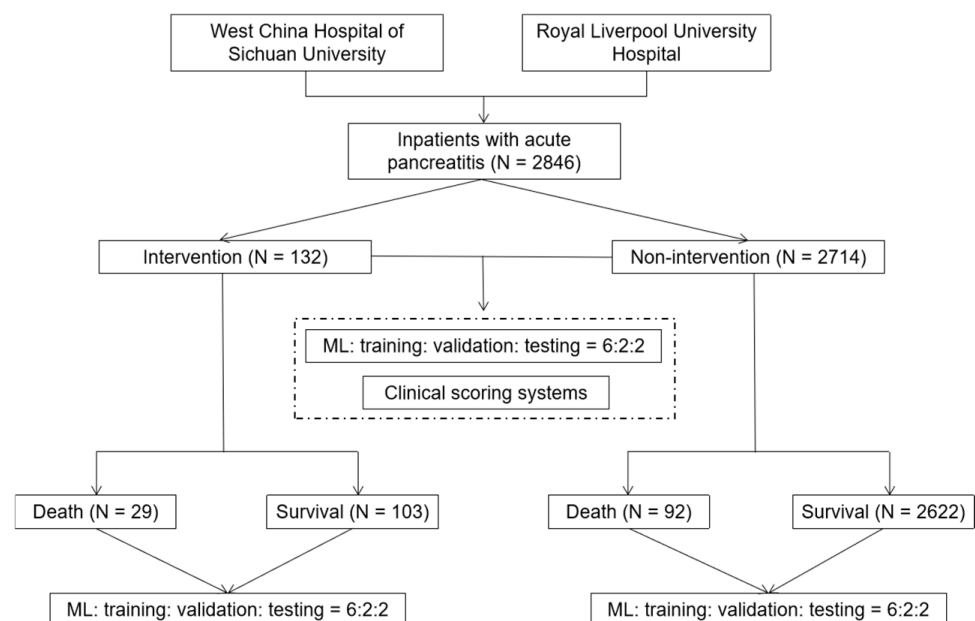 West China Hospital of
Sichuan University
Royal Liverpool University
Hospital
Inpatients with acute
pancreatitis (N = 2846)
Intervention (N = 132)
Non-intervention (N = 2714)
ML: training: validation: testing = 6:2:2
Clinical scoring systems
Death (N = 29)
Survival (N = 103)
Death (N = 92)
Survival (N = 2622)
ML: training: validation: testing = 6:2:2
ML: training: validation: testing = 6:2:2